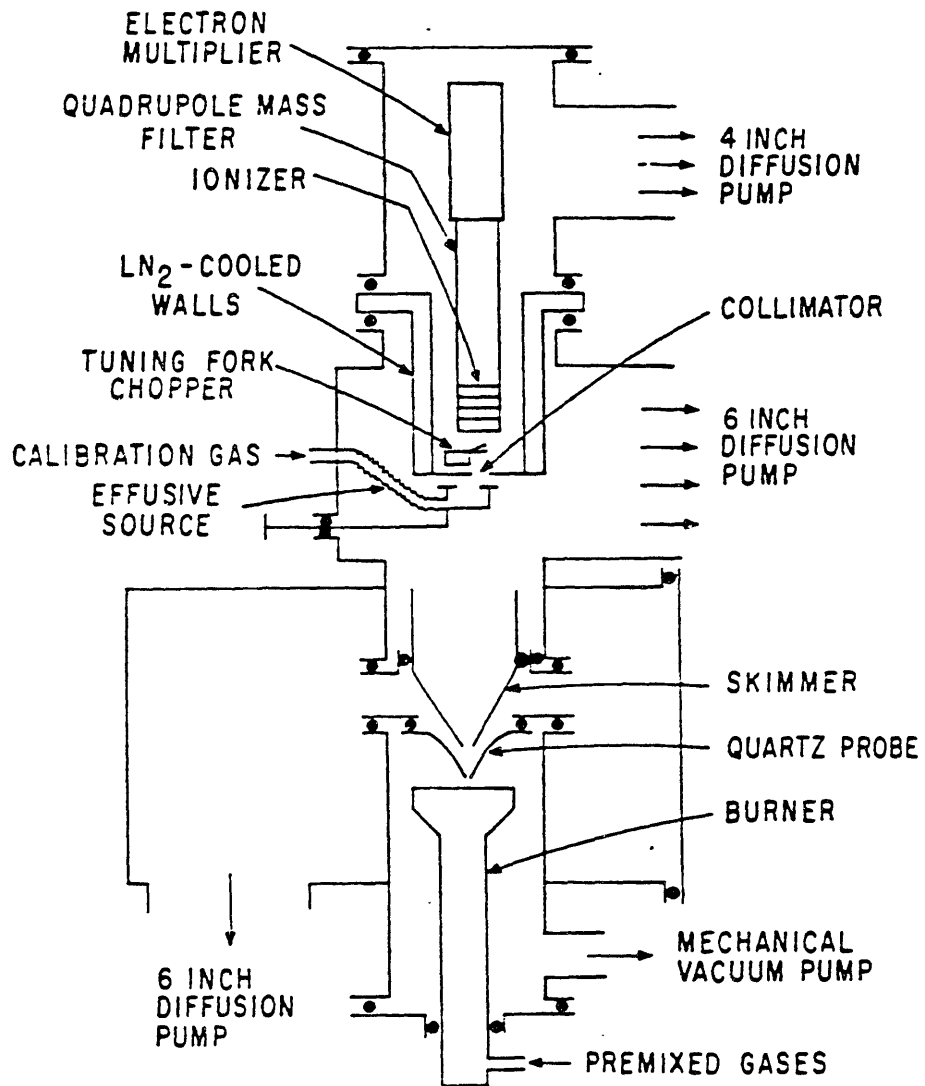 ELECTRON
MULTIPLIER
QUADRUPOLE MASS
FILTER
IONIZER
LN2-COOLED
WALLS
TUNING FORK
CHOPPER
CALIBRATION GAS
EFFUSIVE
SOURCE
4 INCH
DIFFUSION
PUMP
COLLIMATOR
6 INCH
DIFFUSION
PUMP
SKIMMER
QUARTZ PROBE
BURNER
MECHANICAL
VACUUM PUMP
6 INCH
DIFFUSION
PUMP
PREMIXED GASES